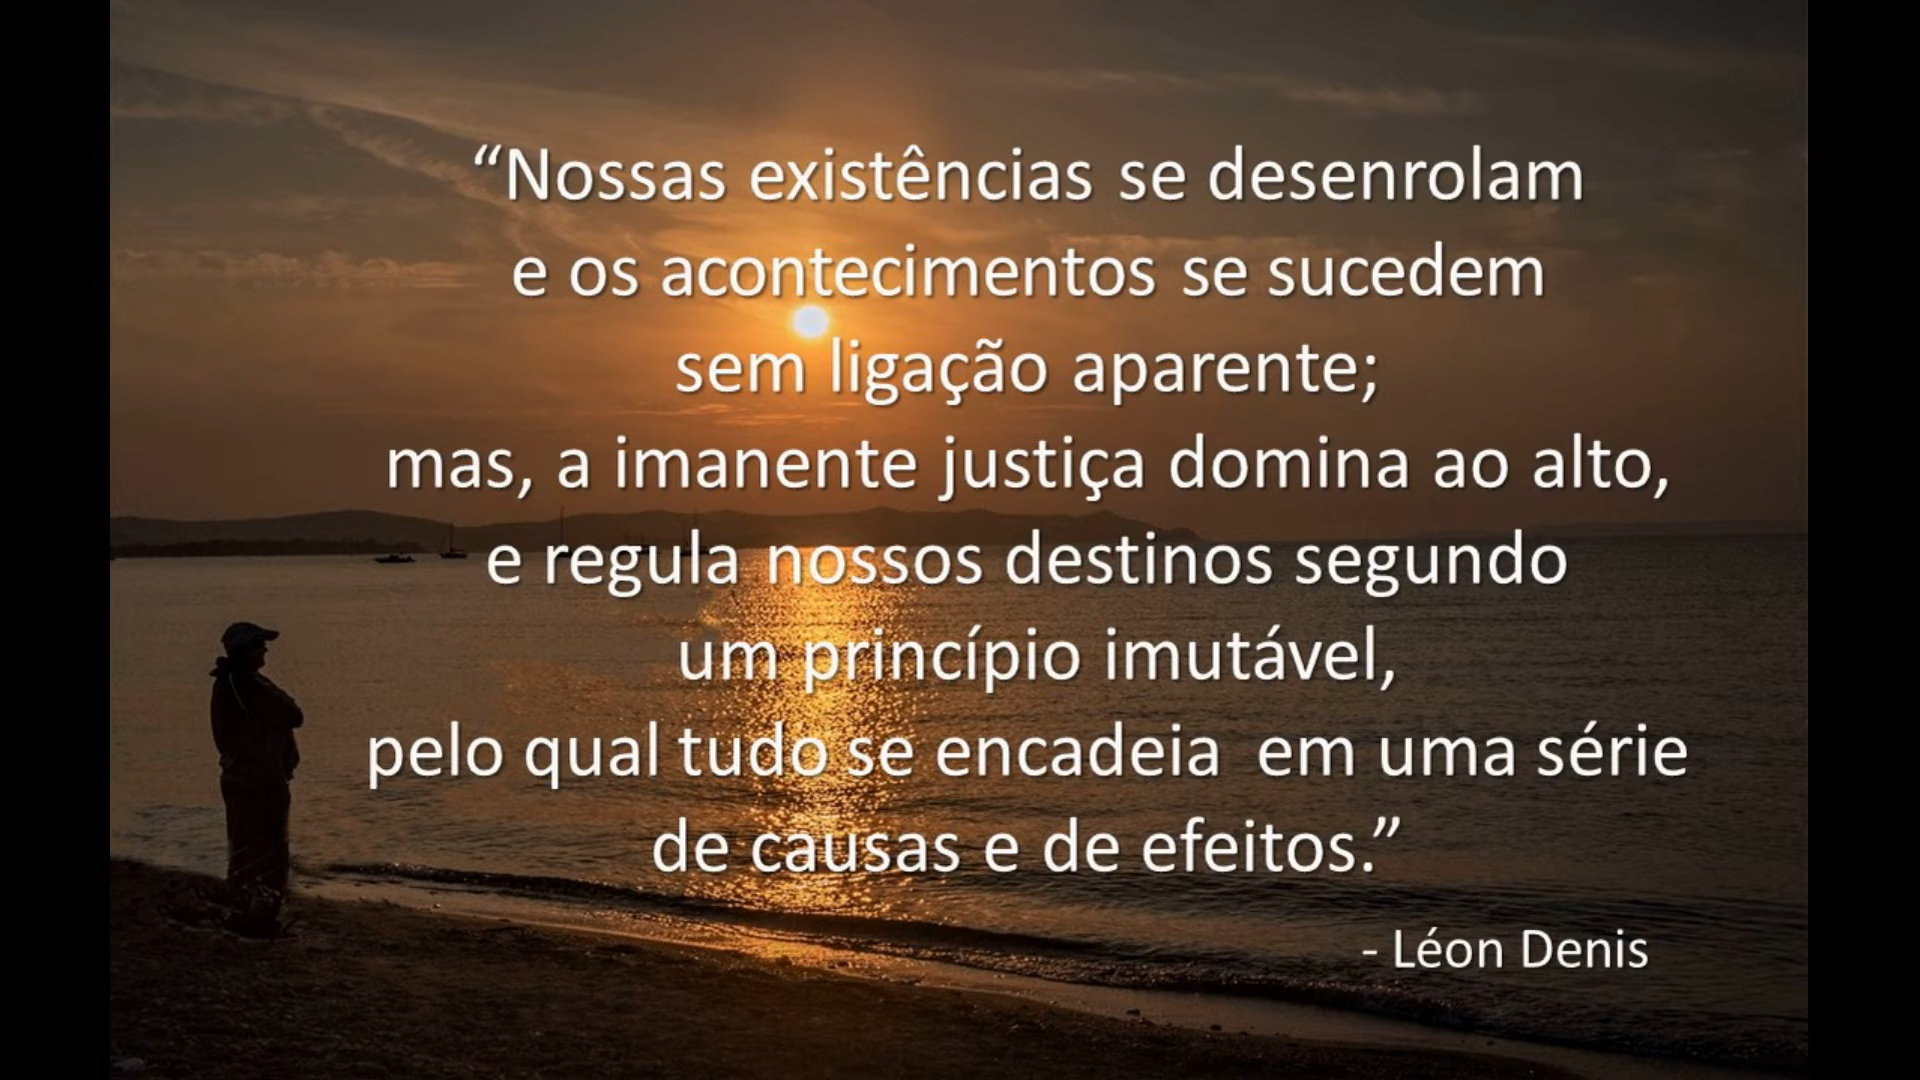 “Nossas existências se desenrolam
e os acontecimentos se sucedem
sem ligação aparente;
mas, a imanente justiça domina ao alto,
e regula nossos destinos segundo
um princípio imutável,
pelo qual tudo se encadeia  em uma série
de causas e de efeitos.”
- Léon Denis